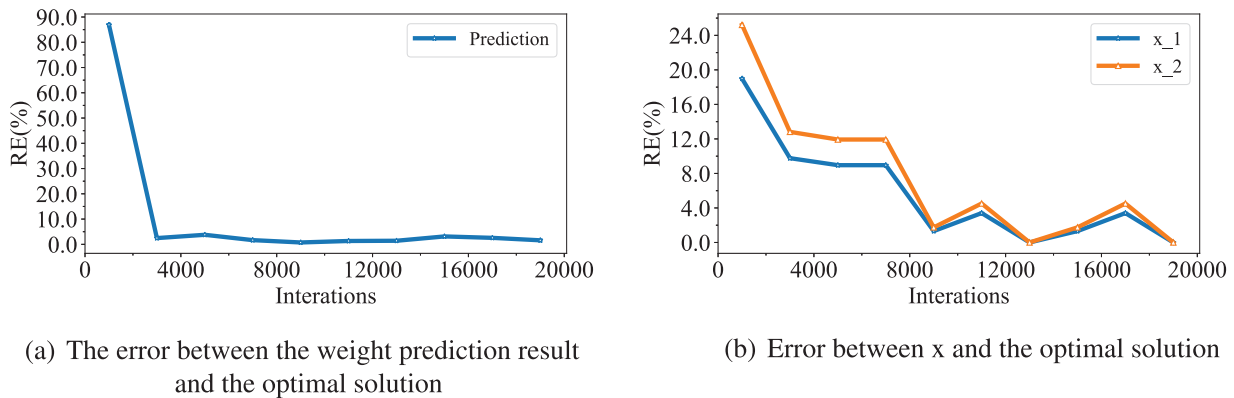 90.0
80.0
70.0
60.0
50.0
40.0
30.0
20.0
10.0
0.0
RE(%)
Prediction
0 4000 8000 12000 16000 20000
Interations
(a) The error between the weight prediction result
and the optimal solution
24.0
20.0
16.0
12.0
8.0
4.0
0.0
RE(%)
x_1
x_2
0 4000 8000 12000 16000 20000
Interations
(b) Error between x and the optimal solution